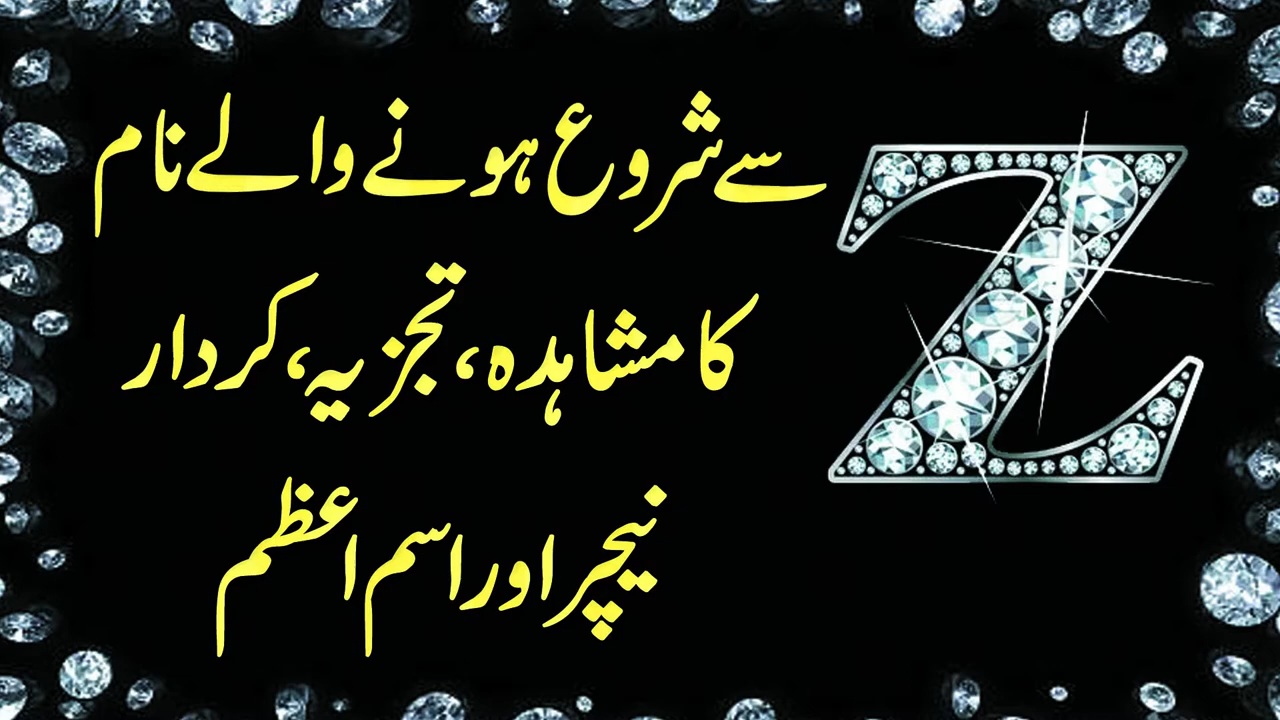 Z سے شروع ہونے والے نام
کا مشاہدہ، تجزیہ، کردار
نیچر اور اسم اعظم